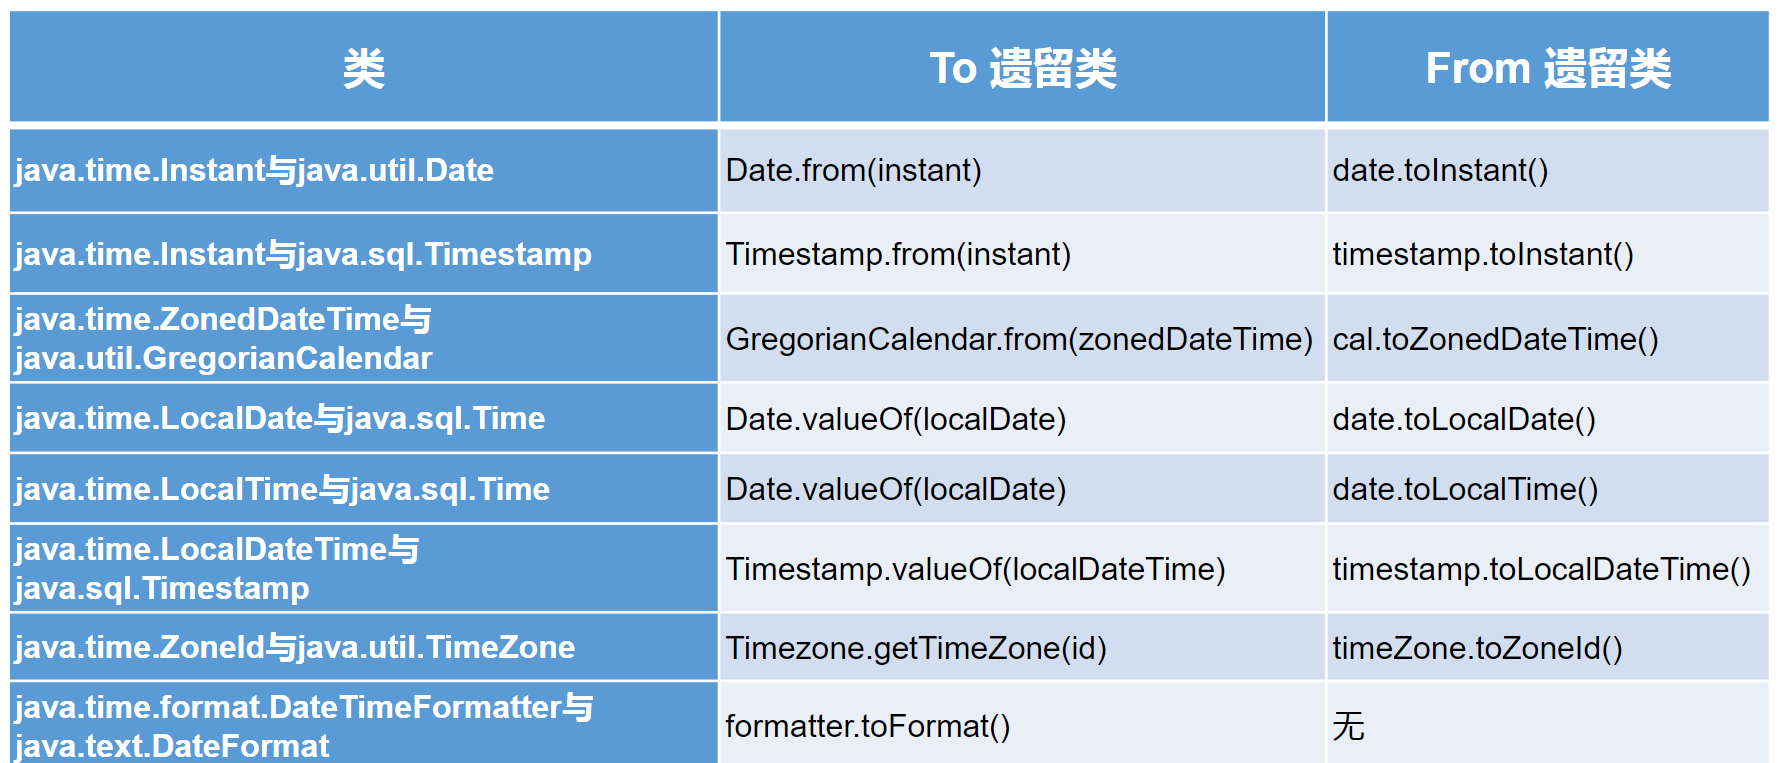 类 To 遗留类 From 遗留类
java.time.Instant与java.util.Date Date.from(instant) date.toInstant()
java.time.Instant与java.sql.Timestamp Timestamp.from(instant) timestamp.toInstant()
java.time.ZonedDateTime与
java.util.GregorianCalendar GregorianCalendar.from(zonedDateTime) cal.toZonedDateTime()
java.time.LocalDate与java.sql.Time Date.valueOf(localDate) date.toLocalDate()
java.time.LocalTime与java.sql.Time Date.valueOf(localDate) date.toLocalTime()
java.time.LocalDateTime与
java.sql.Timestamp Timestamp.valueOf(localDateTime) timestamp.toLocalDateTime()
java.time.ZoneId与java.util.TimeZone Timezone.getTimeZone(id) timeZone.toZoneId()
java.time.format.DateTimeFormatter与
java.text.DateFormat formatter.toFormat() 无